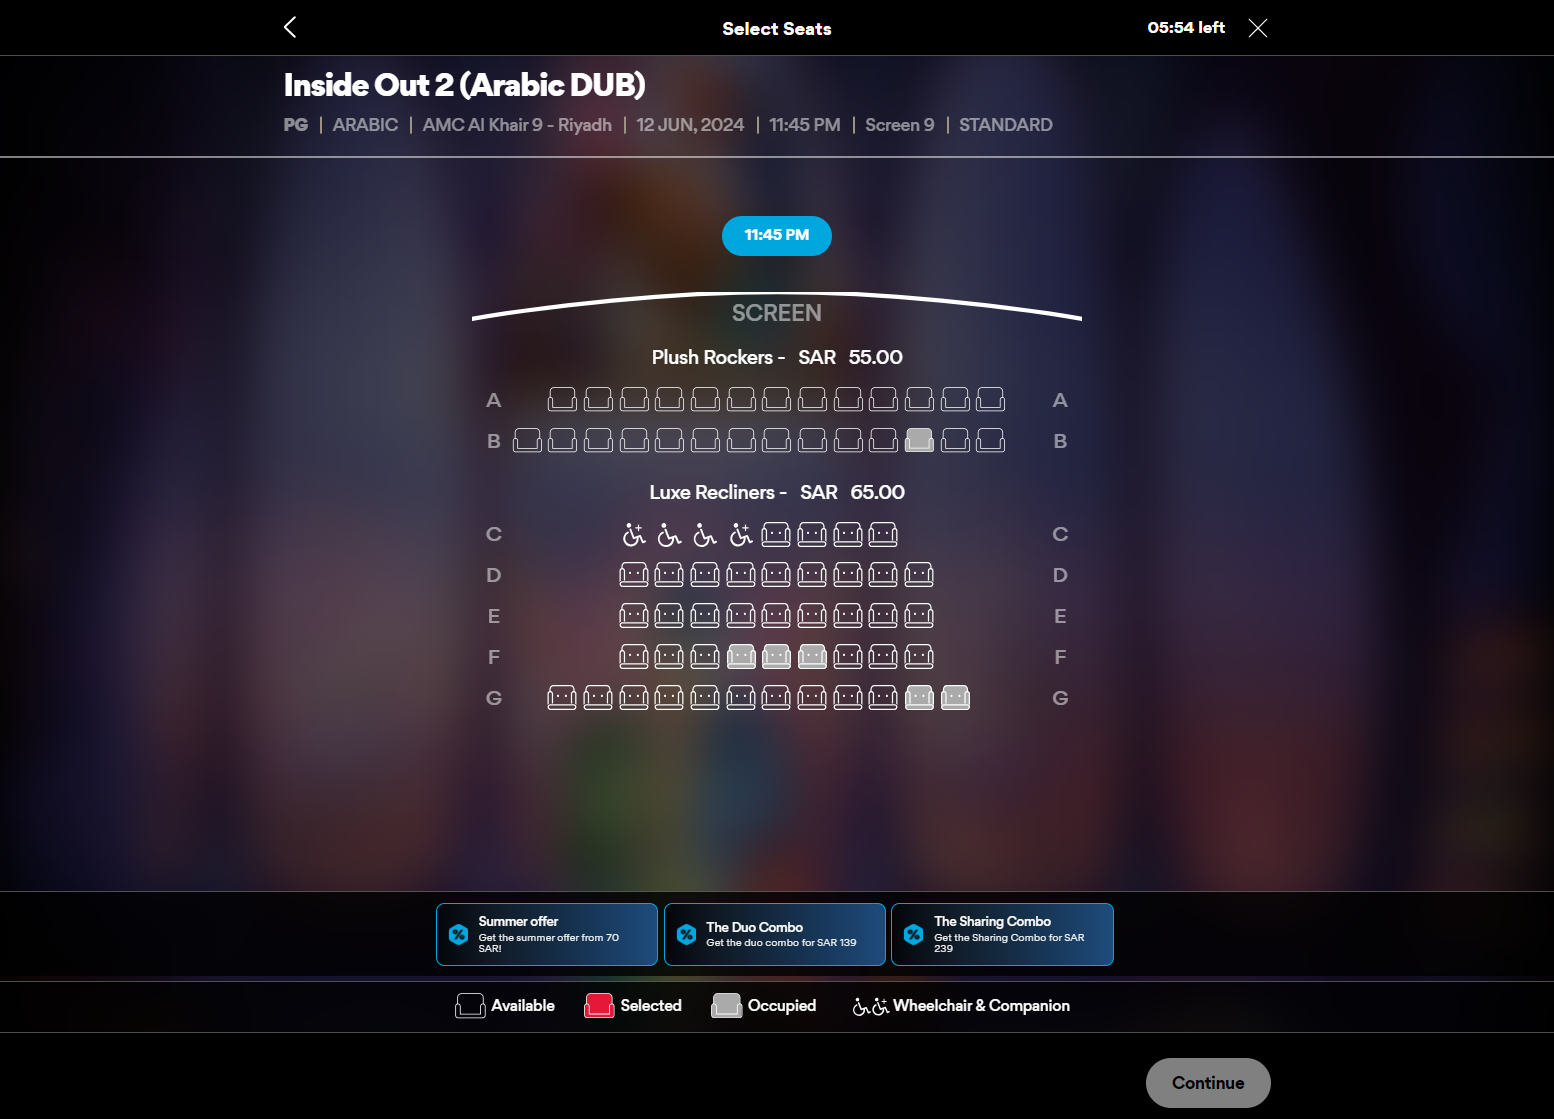 Select Seats
05:54 left
Inside Out 2 (Arabic DUB)
PG | ARABIC | AMC Al Khair 9 - Riyadh | 12 JUN, 2024 | 11:45 PM | Screen 9 | STANDARD
11:45 PM
SCREEN
Plush Rockers - SAR 55.00
A A
B B
Luxe Recliners - SAR 65.00
C C
D D
E E
F F
G G
Summer offer
Get the summer offer from 70
SAR!
The Duo Combo
Get the duo combo for SAR 139
The Sharing Combo
Get the Sharing Combo for SAR
239
Available Selected Occupied Wheelchair & Companion
Continue